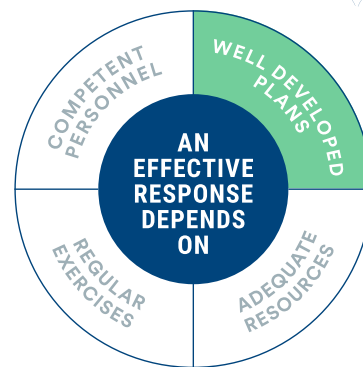 COMPETENT
PERSONNEL
WELL DEVELOPED
PLANS
AN
EFFECTIVE
RESPONSE
DEPENDS
ON
REGULAR
EXERCISES
ADEQUATE
RESOURCES